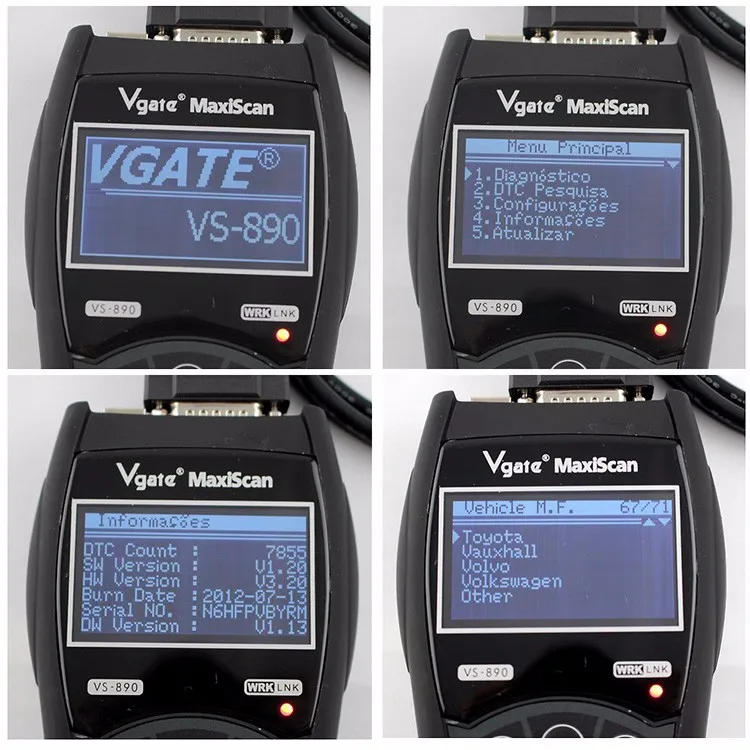 Vgate® MaxiScan
VGATE®
VS-890
VS-890
WRK LNK
Vgate® MaxiScan
Menu Principal
1.Diagnóstico
2.DTC Pesquisa
3.Configurações
4.Informações
5.Atualizar
VS-890
WRK LNK
Vgate® MaxiScan
Informações
DTC Count : 7855
SW Version : V1.20
HW Version : V3.20
Burn Date : 2012-07-13
Serial NO. : N6HFPVBYRM
DW Version : V1.13
VS-890
WRK LNK
Vgate® MaxiScan
Vehicle M.F. 67/71
Toyota
Vauxhall
Volvo
Volkswagen
Other
VS-890
WRK LNK